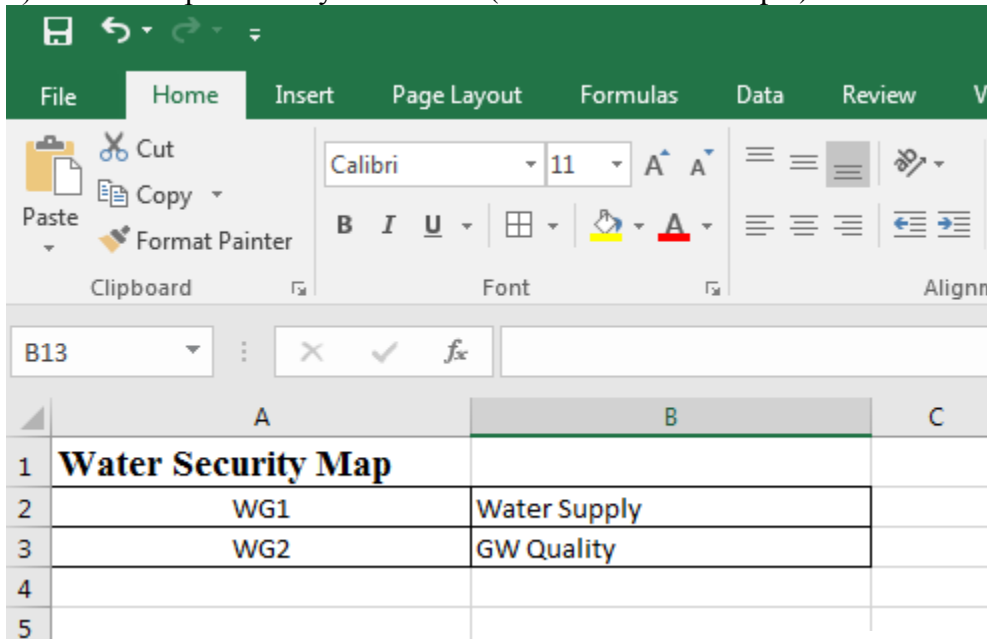 File Home Insert Page Layout Formulas Data Review
Cut
Calibri 11 A A
Copy
Paste
B I U A
Format Painter
Clipboard Font
B13 fx
A B C
1 Water Security Map
2 WG1 Water Supply
3 WG2 GW Quality
4
5